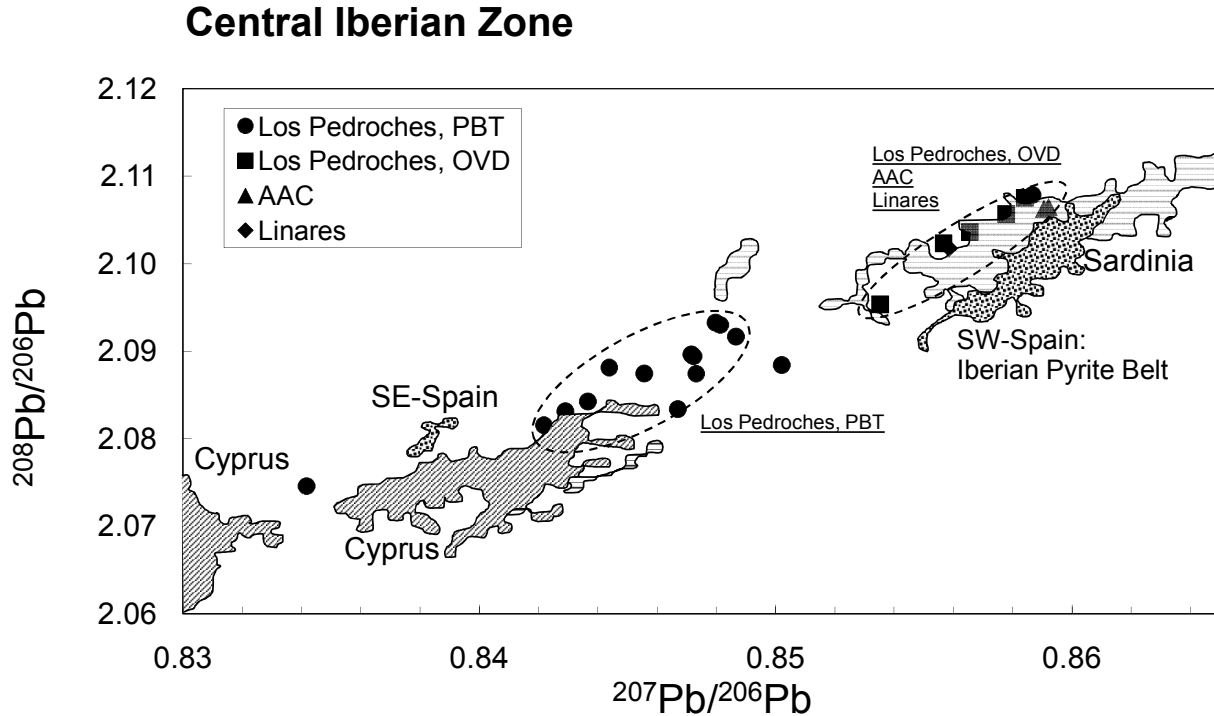 Central Iberian Zone
2.12
2.11
2.10
2.09
2.08
2.07
2.06
208Pb/206Pb
Los Pedroches, PBT
Los Pedroches, OVD
AAC
Linares
Los Pedroches, OVD
AAC
Linares
Sardinia
SW-Spain:
Iberian Pyrite Belt
SE-Spain
Los Pedroches, PBT
Cyprus
Cyprus
0.83
0.84
0.85
0.86
207Pb/206Pb